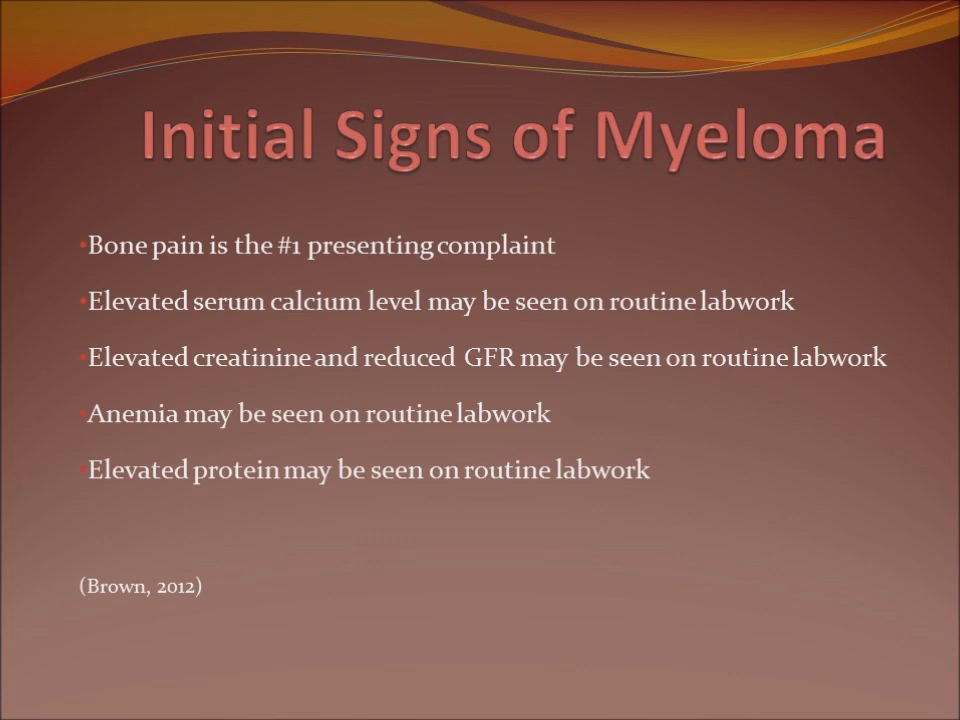 Initial Signs of Myeloma
•Bone pain is the #1 presenting complaint
•Elevated serum calcium level may be seen on routine labwork
•Elevated creatinine and reduced GFR may be seen on routine labwork
•Anemia may be seen on routine labwork
•Elevated protein may be seen on routine labwork
(Brown, 2012)